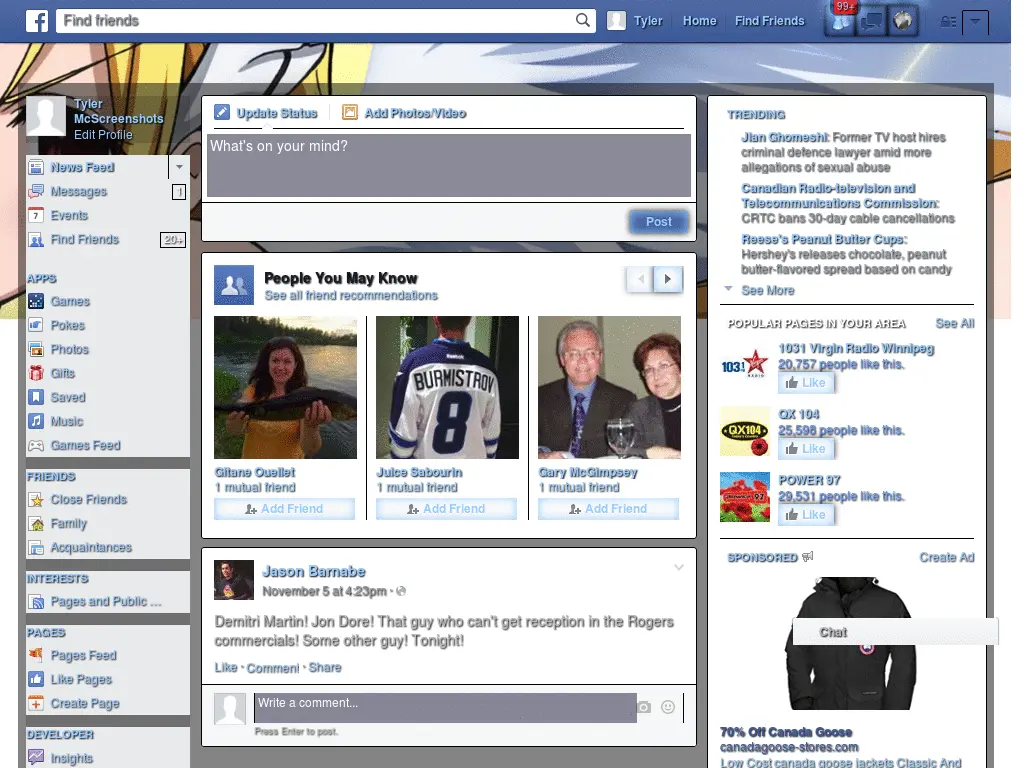 Find friends
Tyler
Home
Find Friends
99+
Tyler
McScreenshots
Edit Profile
News Feed
Messages
1
Events
7
Find Friends
20+
APPS
Games
Pokes
Photos
Gifts
Saved
Music
Games Feed
FRIENDS
Close Friends
Family
Acquaintances
INTERESTS
Pages and Public ...
PAGES
Pages Feed
Like Pages
Create Page
DEVELOPER
Insights
Update Status
Add Photos/Video
What's on your mind?
Post
People You May Know
See all friend recommendations
Reebok
BURMISTROV
8
Gitane Ouellet
1 mutual friend
Add Friend
Juice Sabourin
1 mutual friend
Add Friend
Gary McGimpsey
1 mutual friend
Add Friend
Jason Barnabe
November 5 at 4:23pm ·
Demitri Martin! Jon Dore! That guy who can't get reception in the Rogers
commercials! Some other guy! Tonight!
Like · Comment · Share
Write a comment...
Press Enter to post.
TRENDING
Jian Ghomeshi: Former TV host hires
criminal defence lawyer amid more
allegations of sexual abuse
Canadian Radio-television and
Telecommunications Commission:
CRTC bans 30-day cable cancellations
Reese's Peanut Butter Cups:
Hershey's releases chocolate, peanut
butter-flavored spread based on candy
See More
POPULAR PAGES IN YOUR AREA
See All
103.1
RADIO
1031 Virgin Radio Winnipeg
20,757 people like this.
Like
QX104
QX 104
25,598 people like this.
Like
97
POWER 97
29,531 people like this.
Like
SPONSORED
Create Ad
Chat
70% Off Canada Goose
canadagoose-stores.com
Low Cost canada goose jackets Classic And